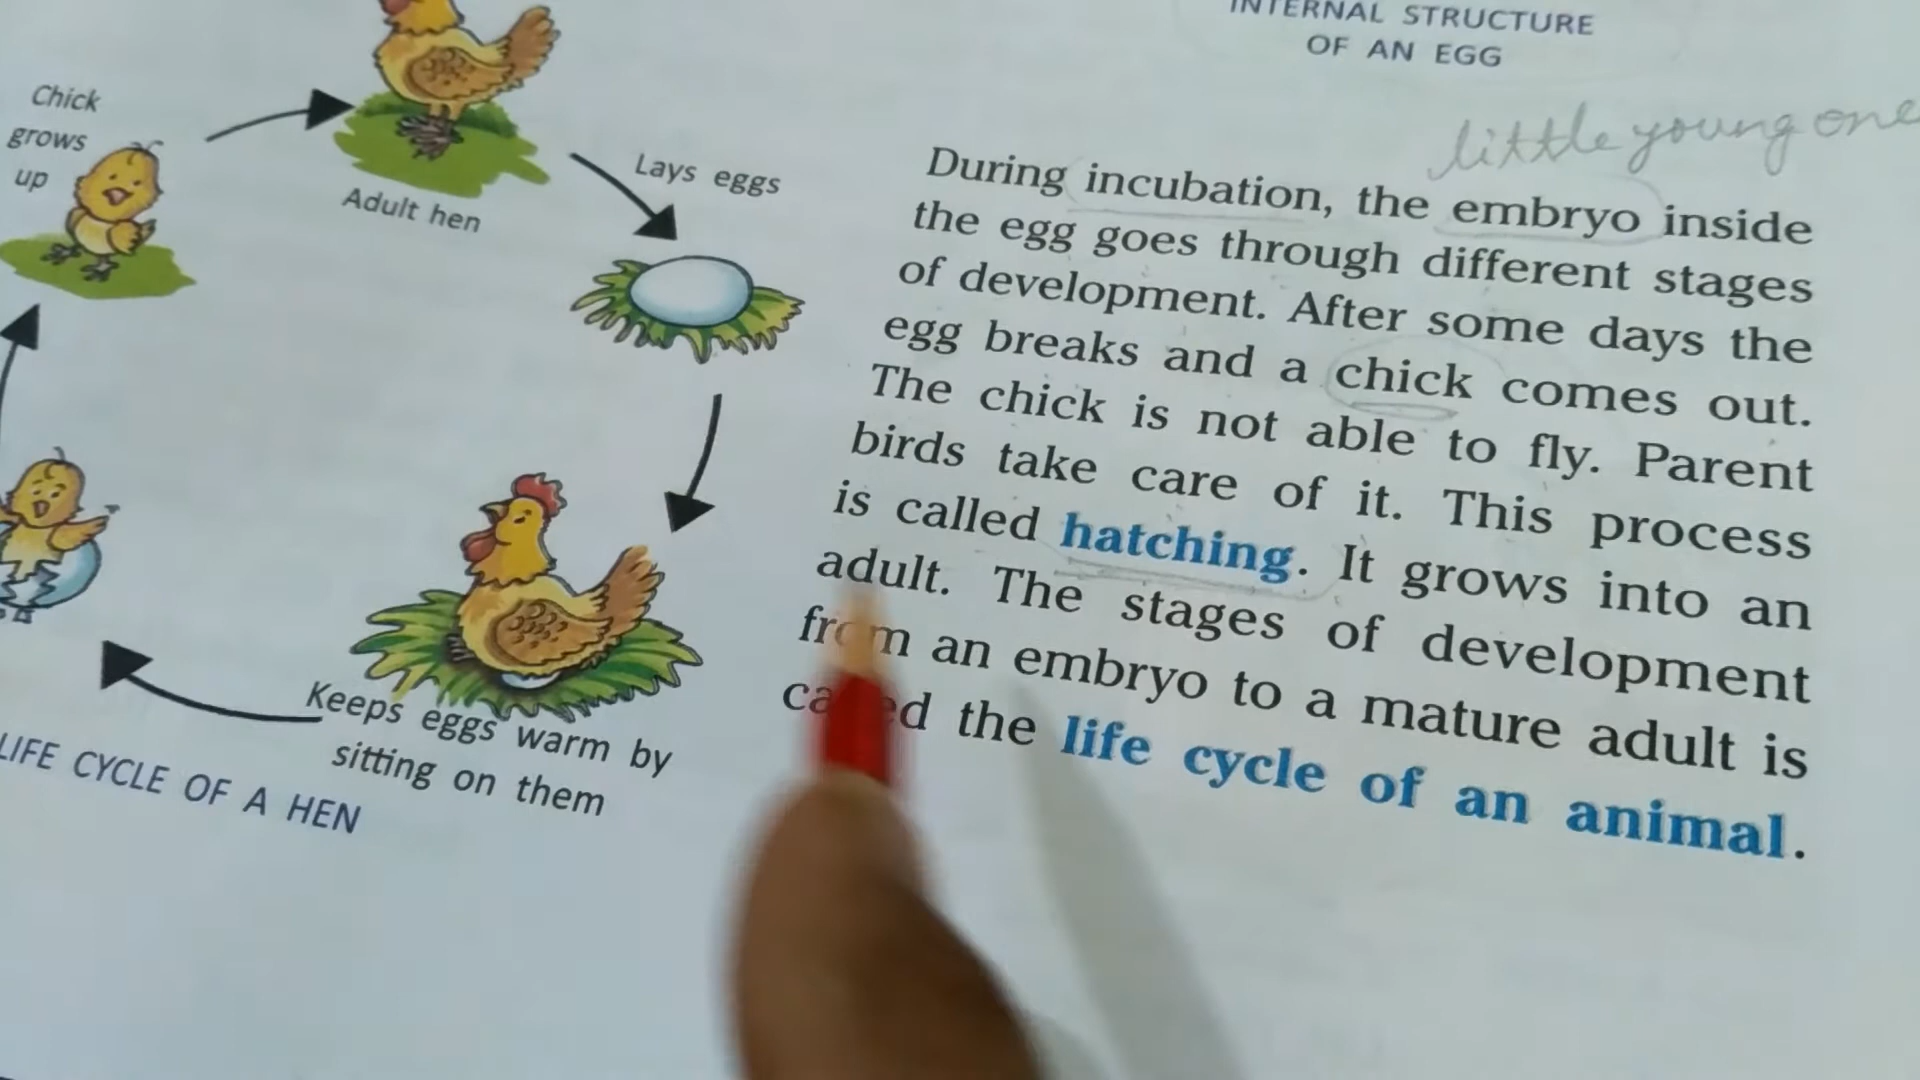 INTERNAL STRUCTURE
OF AN EGG
Chick
grows
up
Adult hen
Lays eggs
Keeps eggs warm by
sitting on them
LIFE CYCLE OF A HEN
little young one
During incubation, the embryo inside
the egg goes through different stages
of development. After some days the
egg breaks and a chick comes out.
The chick is not able to fly. Parent
birds take care of it. This process
is called hatching. It grows into an
adult. The stages of development
from an embryo to a mature adult is
called the life cycle of an animal.